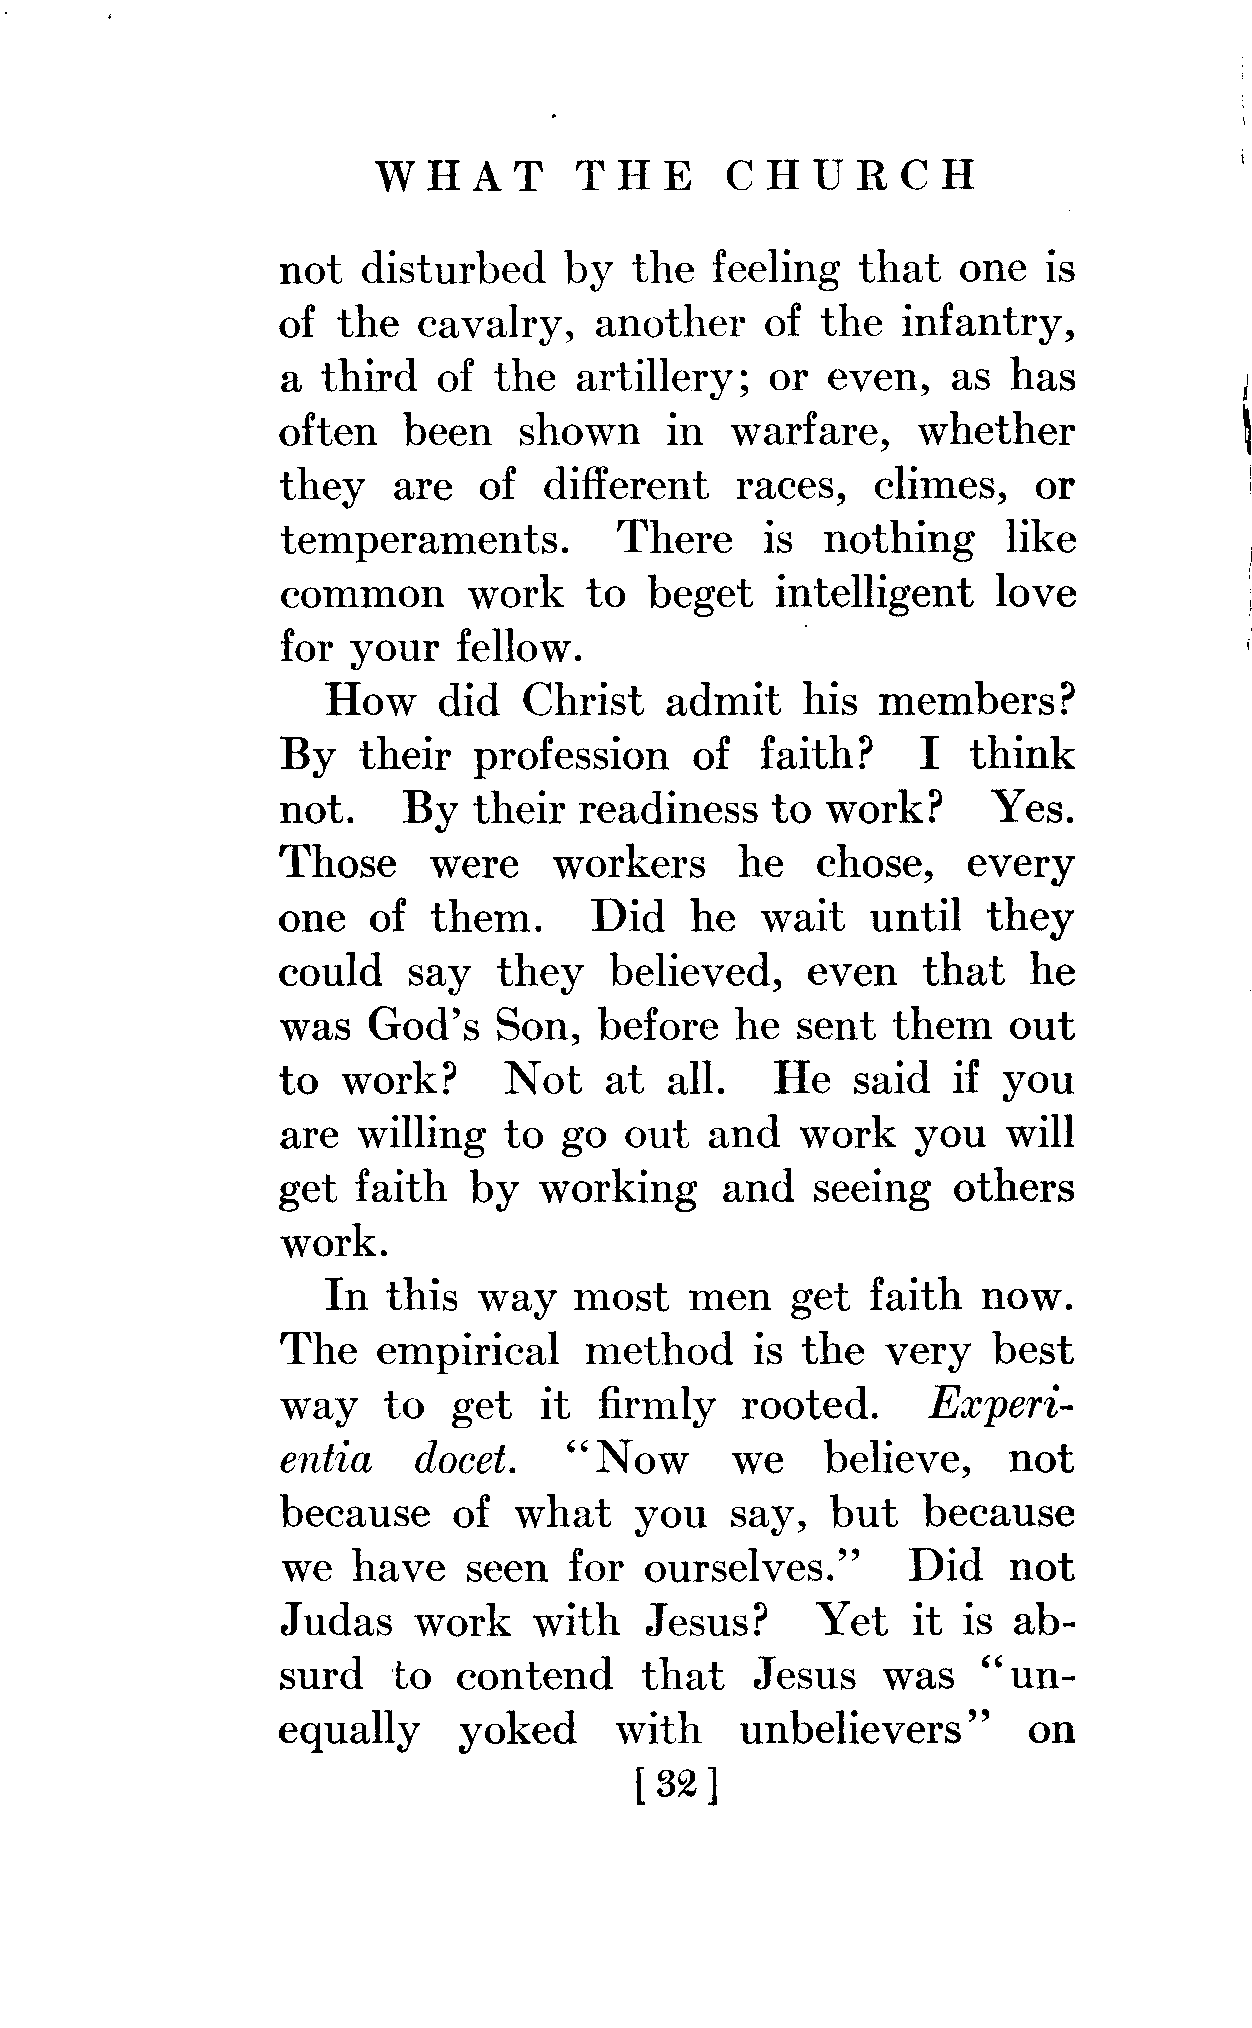 WHAT THE CHURCH
not disturbed by the feeling that one is
of the cavalry, another of the infantry,
a third of the artillery; or even, as has
often been shown in warfare, whether
they are of different races, climes, or
temperaments. There is nothing like
common work to beget intelligent love
for your fellow.
How did Christ admit his members?
By their profession of faith? I think
not. By their readiness to work? Yes.
Those were workers he chose, every
one of them. Did he wait until they
could say they believed, even that he
was God's Son, before he sent them out
to work? Not at all. He said if you
are willing to go out and work you will
get faith by working and seeing others
work.
In this way most men get faith now.
The empirical method is the very best
way to get it firmly rooted. Experi-
entia docet. “Now we believe, not
because of what you say, but because
we have seen for ourselves.” Did not
Judas work with Jesus? Yet it is ab-
surd to contend that Jesus was “un-
equally yoked with unbelievers” on
[32]